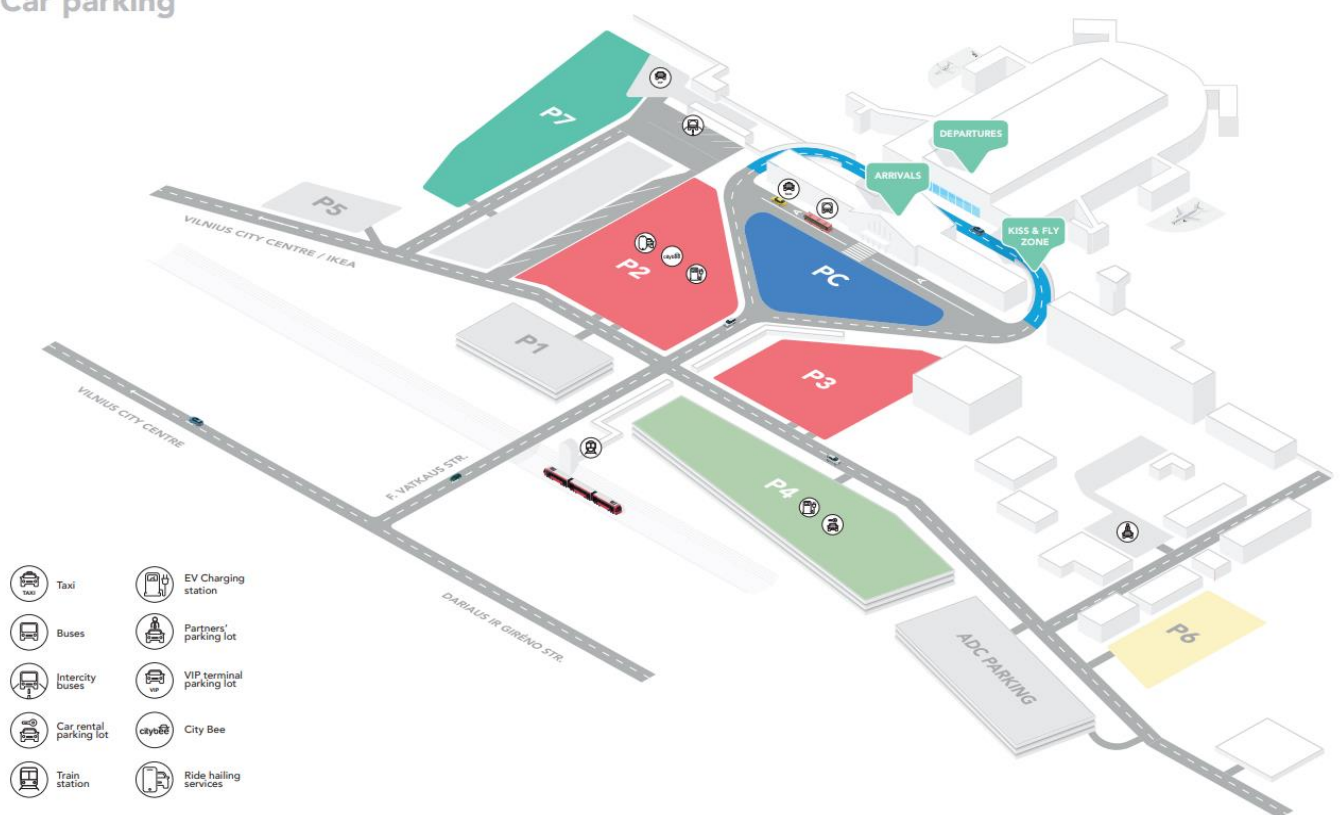 Car parking
P7
DEPARTURES
ARRIVALS
P5
VILNIUS CITY CENTRE / IKEA
KISS & FLY
ZONE
P2
citybee
PC
P1
P3
VILNIUS CITY CENTRE
F. VATKAUS STR.
P4
DARIAUS IR GIRĖNO STR.
ADC PARKING
P6
TAXI
Taxi
EV Charging
station
Buses
Partners'
parking lot
Intercity
buses
VIP
VIP terminal
parking lot
Car rental
parking lot
citybee
City Bee
Train
station
Ride hailing
services